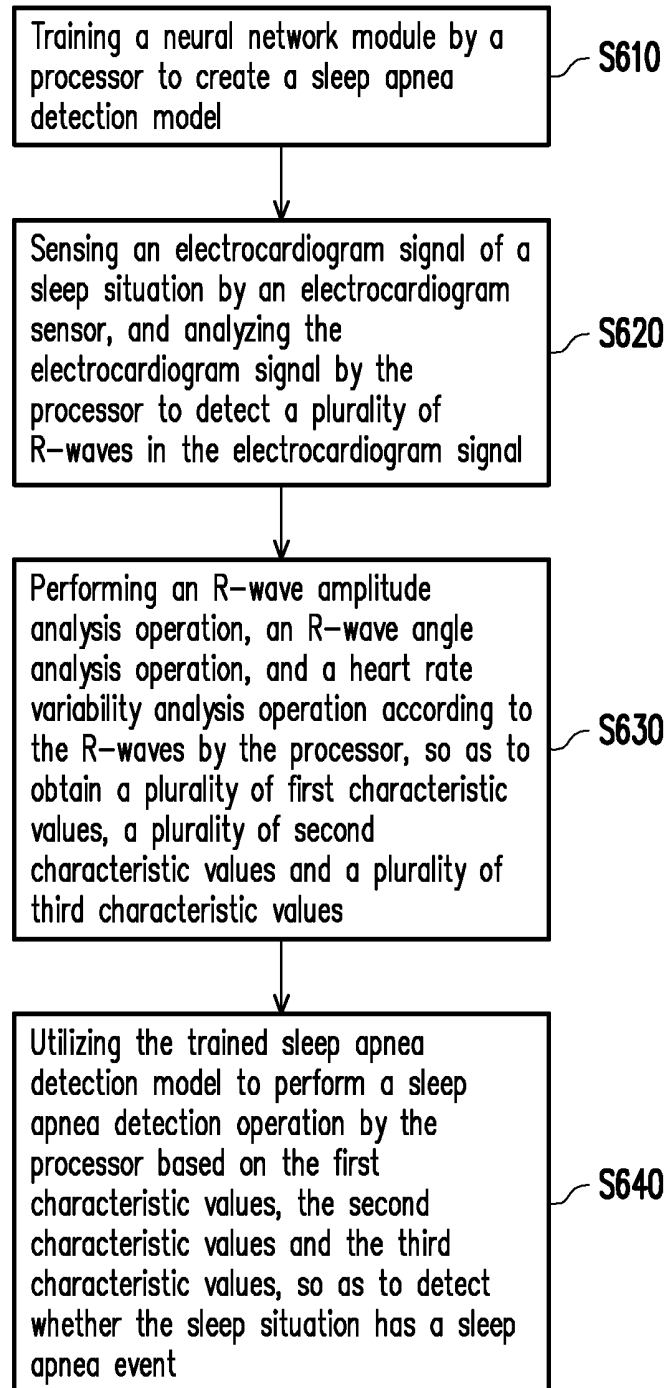 Training a neural network module by a
processor to create a sleep apnea
detection model
S610
Sensing an electrocardiogram signal of a
sleep situation by an electrocardiogram
sensor, and analyzing the
electrocardiogram signal by the
processor to detect a plurality of
R-waves in the electrocardiogram signal
S620
Performing an R-wave amplitude
analysis operation, an R-wave angle
analysis operation, and a heart rate
variability analysis operation according to
the R-waves by the processor, so as to
obtain a plurality of first characteristic
values, a plurality of second
characteristic values and a plurality of
third characteristic values
S630
Utilizing the trained sleep apnea
detection model to perform a sleep
apnea detection operation by the
processor based on the first
characteristic values, the second
characteristic values and the third
characteristic values, so as to detect
whether the sleep situation has a sleep
apnea event
S640